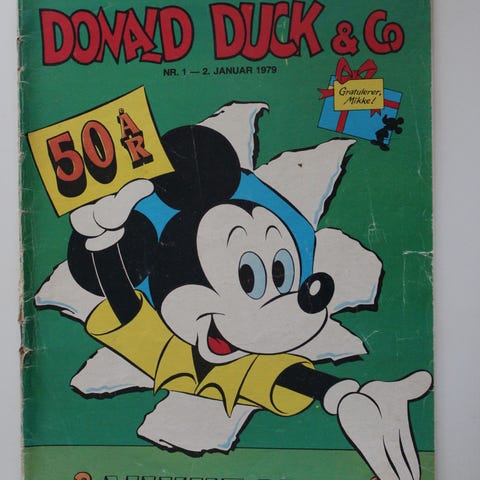 DONALD DUCK & Co
NR. 1 — 2. JANUAR 1979
Gratulerer,
Mikke!
50 ÅR